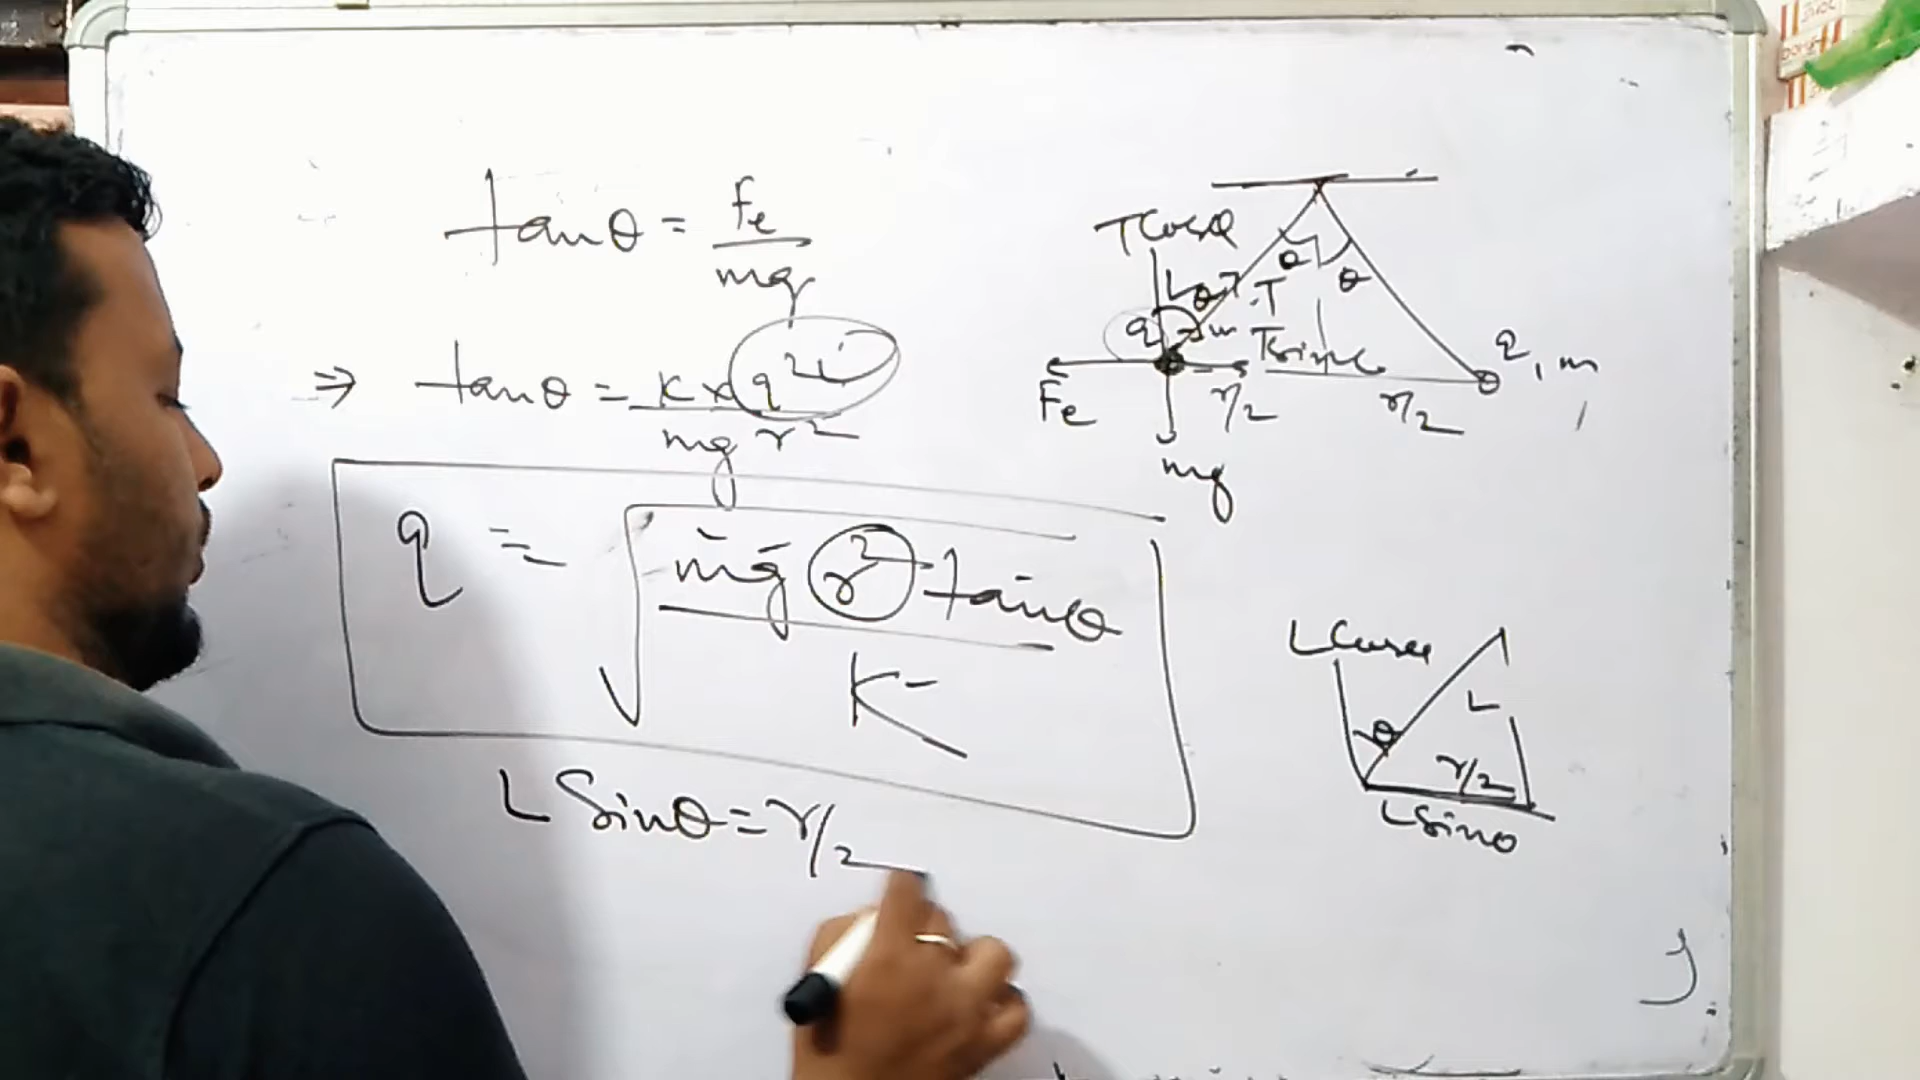 tanθ = Fe/mg
⇒ tanθ = K × q²/mg r²
q = √(mg r² tanθ/K)
L Sinθ = r/2
TCosθ
θ θ
L θ T
q m TSinθ q, m
Fe r/2 r/2
mg
LCosθ
L
θ r/2
LSinθ